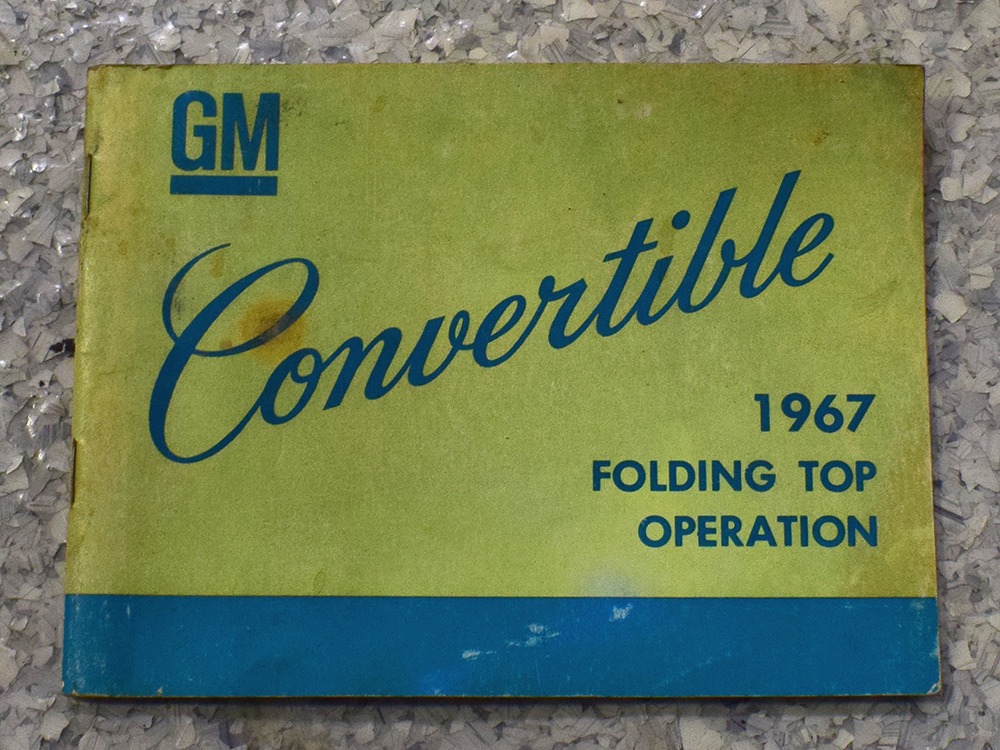 GM
Convertible
1967
FOLDING TOP
OPERATION